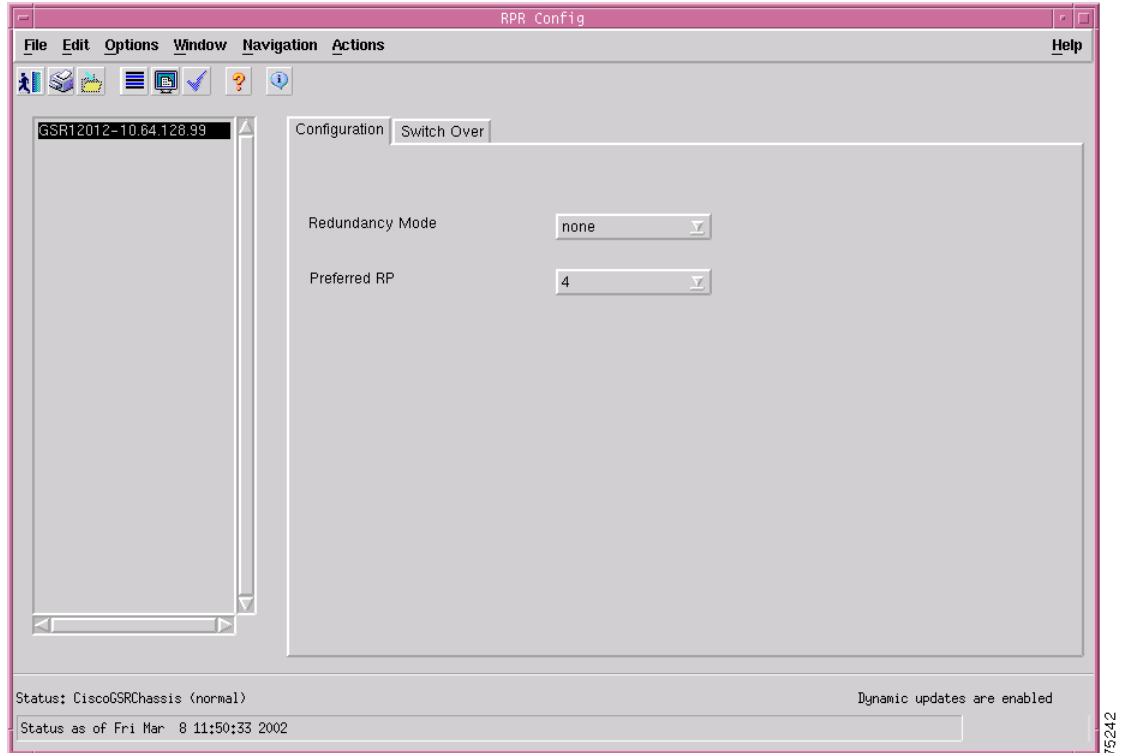 RPR Config
File Edit Options Window Navigation Actions Help
GSR12012-10.64.128.99
Configuration Switch Over
Redundancy Mode none
Preferred RP 4
Status: CiscoGSRChassis (normal) Dynamic updates are enabled
Status as of Fri Mar 8 11:50:33 2002
75242